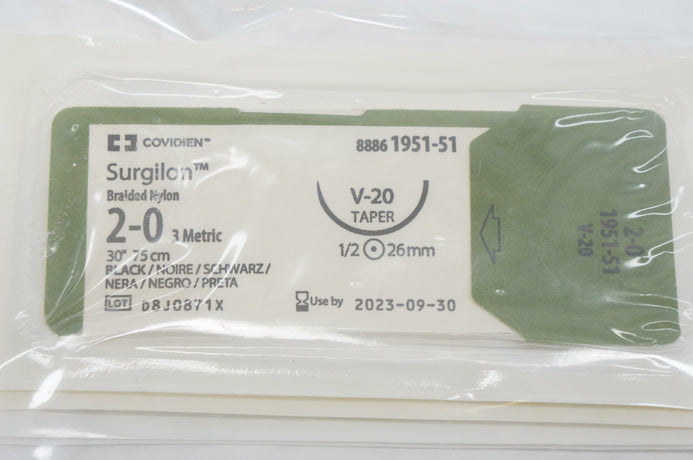 COVIDIEN™
8886 1951-51
Surgilon™
Braided Nylon
2-0 3 Metric
30" 75 cm
BLACK / NOIRE / SCHWARZ /
NERA / NEGRO / PRETA
LOT D8J0871X
V-20
TAPER
1/2 26mm
Use by 2023-09-30
2-0
1951-51
V-20